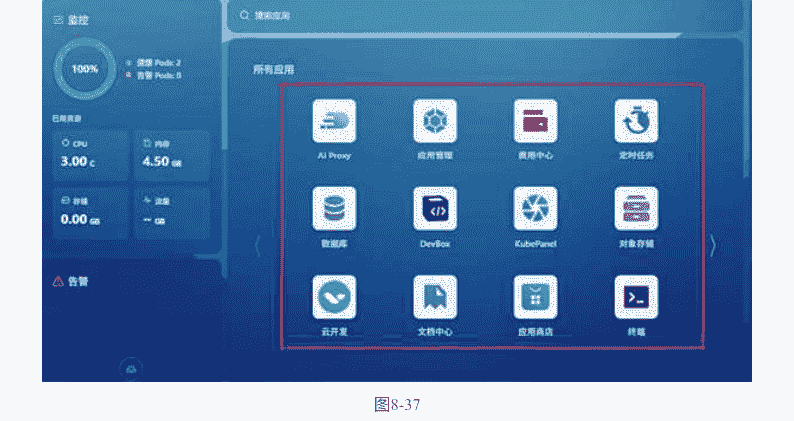 监控
搜索应用
100%
健康 Pods: 2
告警 Pods: 0
所有应用
已用资源
CPU
3.00 C
内存
4.50 GB
存储
0.00 GB
流量
-- GB
告警
AI Proxy
应用管理
费用中心
定时任务
数据库
DevBox
KubePanel
对象存储
云开发
文档中心
应用商店
终端
图8-37